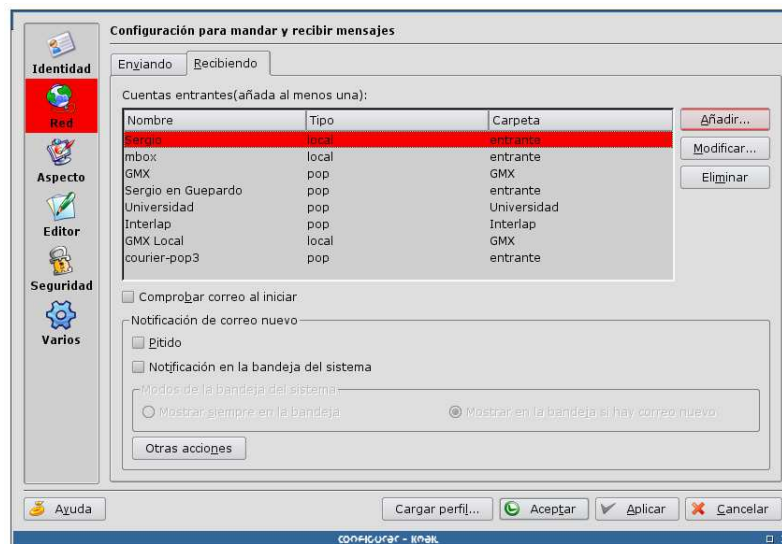 Configuración para mandar y recibir mensajes
Identidad
Red
Aspecto
Editor
Seguridad
Varios
Enviando Recibiendo
Cuentas entrantes(añada al menos una):
Nombre Tipo Carpeta
Sergio local entrante
mbox local entrante
GMX pop GMX
Sergio en Guepardo pop entrante
Universidad pop Universidad
Interlap pop Interlap
GMX Local local GMX
courier-pop3 pop entrante
Añadir...
Modificar...
Eliminar
Comprobar correo al iniciar
Notificación de correo nuevo
Pitido
Notificación en la bandeja del sistema
Modos de la bandeja del sistema
Mostrar siempre en la bandeja Mostrar en la bandeja si hay correo nuevo
Otras acciones
Ayuda Cargar perfil... Aceptar Aplicar Cancelar
configurar - kmail